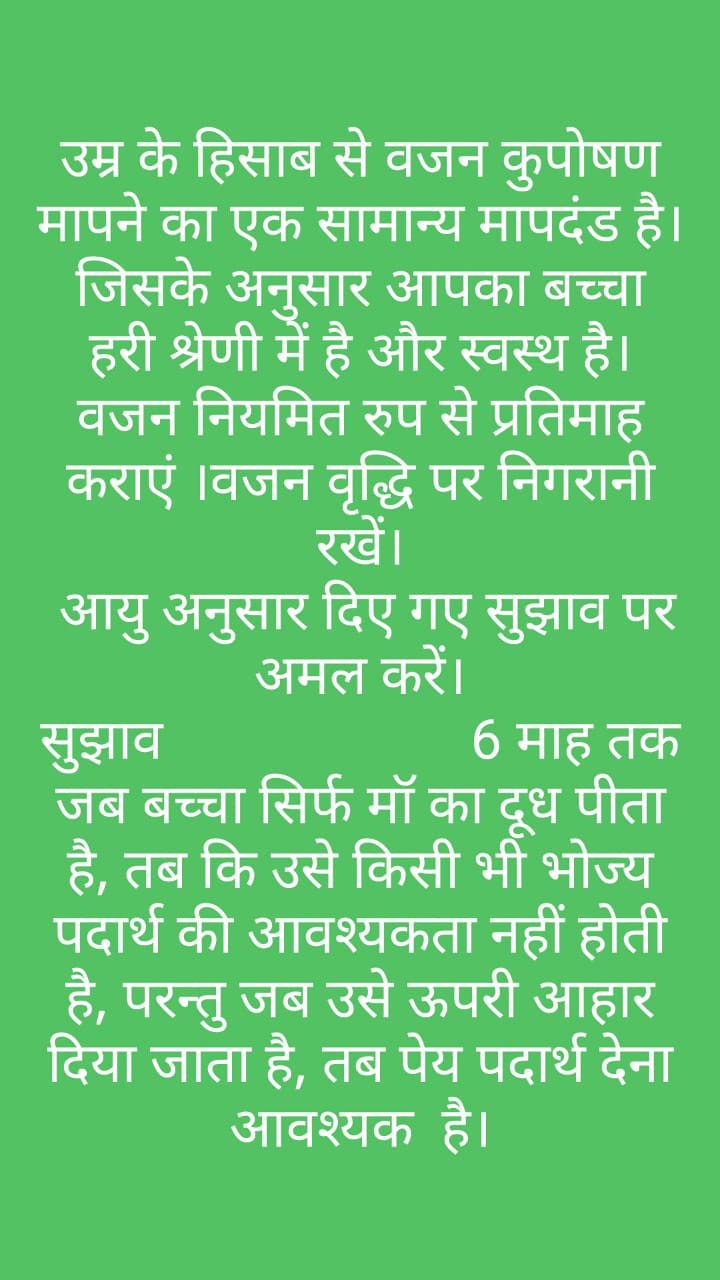 उम्र के हिसाब से वजन कुपोषण
मापने का एक सामान्य मापदंड है।
जिसके अनुसार आपका बच्चा
हरी श्रेणी में है और स्वस्थ है।
वजन नियमित रुप से प्रतिमाह
कराएं ।वजन वृद्धि पर निगरानी
रखें।
आयु अनुसार दिए गए सुझाव पर
अमल करें।
सुझाव 6 माह तक
जब बच्चा सिर्फ मॉ का दूध पीता
है, तब कि उसे किसी भी भोज्य
पदार्थ की आवश्यकता नहीं होती
है, परन्तु जब उसे ऊपरी आहार
दिया जाता है, तब पेय पदार्थ देना
आवश्यक  है।